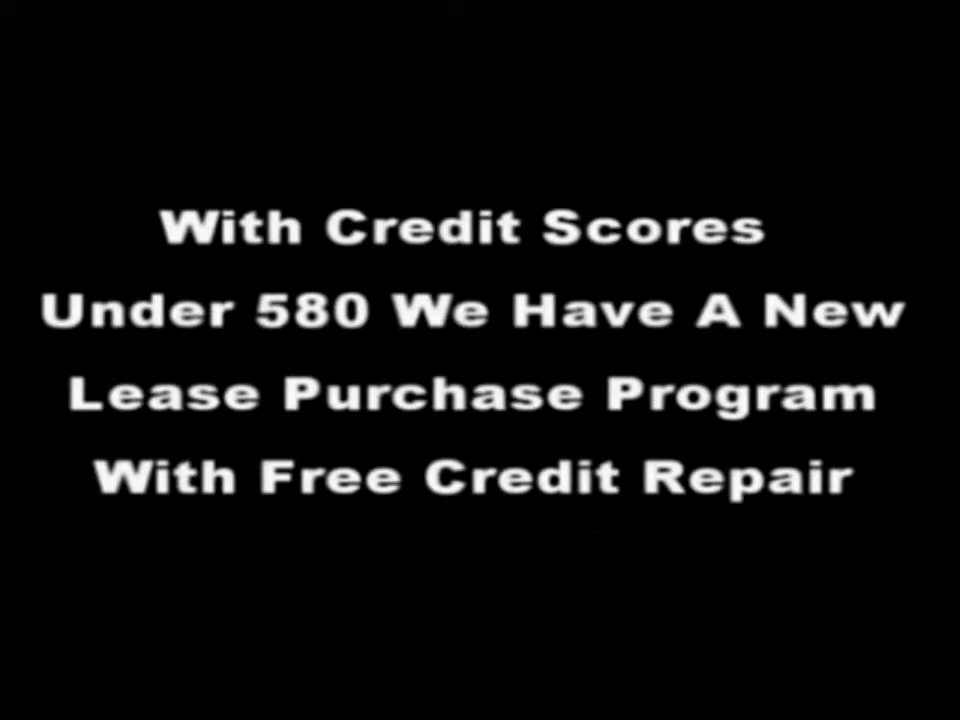 With Credit Scores
Under 580 We Have A New
Lease Purchase Program
With Free Credit Repair